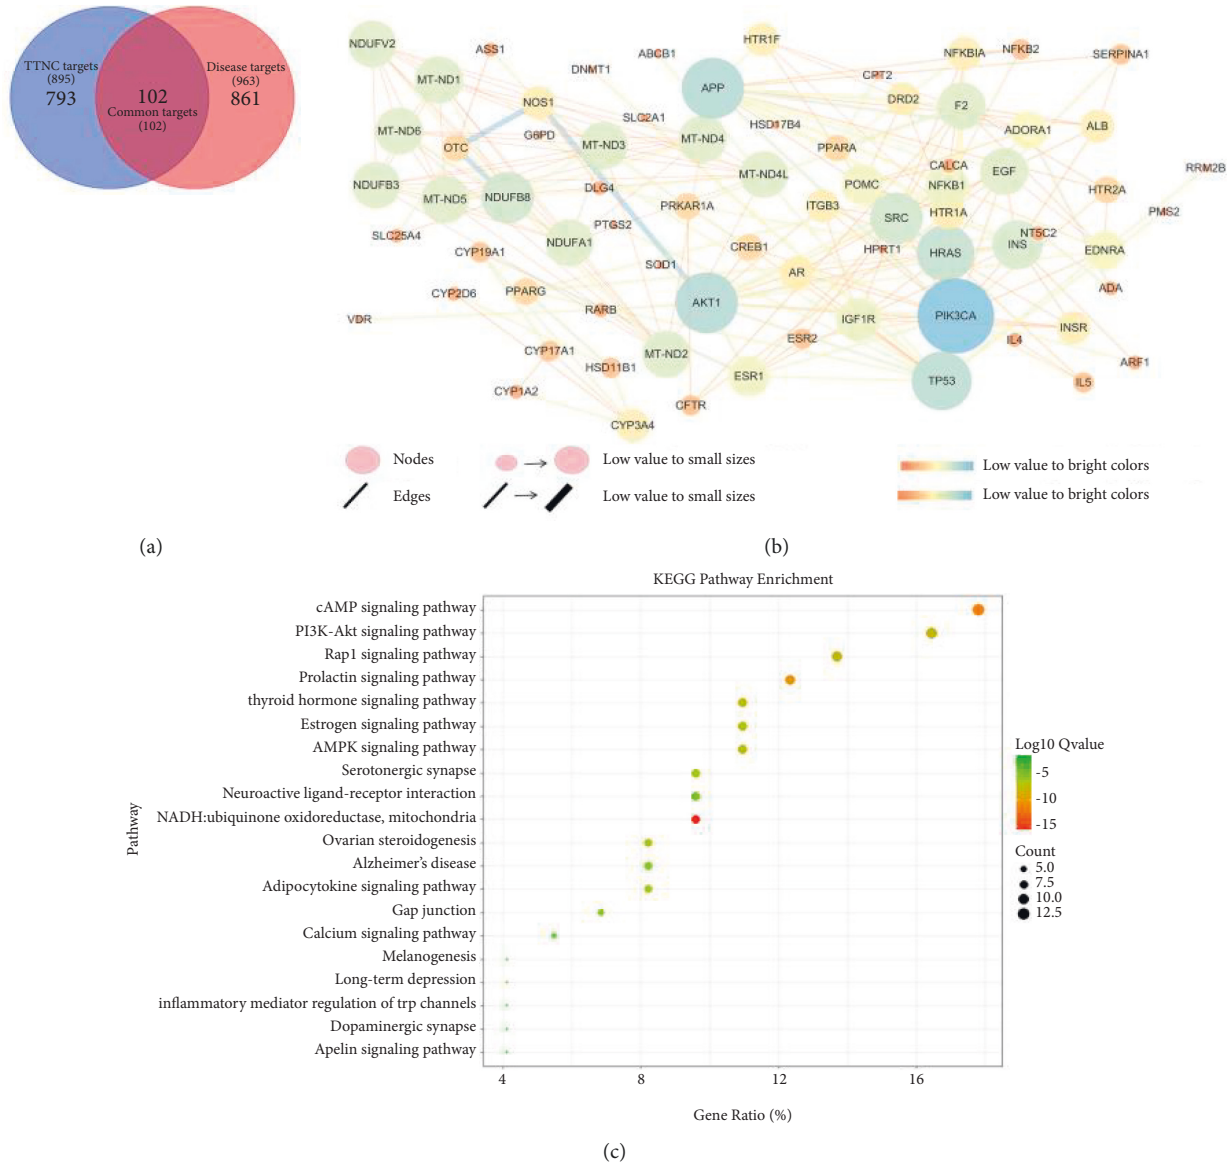 TTNC targets
(895)
793
102
Common targets
(102)
Disease targets
(963)
861
(a)
NDUFV2
ASS1
ABCB1
HTR1F
NFKBIA
NFKB2
SERPINA1
MT-ND1
DNMT1
CPT2
APP
DRD2
F2
NOS1
SLC2A1
HSD17B4
ADORA1
ALB
MT-ND6
G6PD
MT-ND3
MT-ND4
PPARA
OTC
CALCA
EGF
RRM2B
NDUFB3
MT-ND5
NDUFB8
DLG4
MT-ND4L
POMC
NFKB1
HTR2A
PRKAR1A
ITGB3
SRC
HTR1A
PMS2
PTGS2
SLC25A4
NDUFA1
CREB1
HPRT1
HRAS
INS
NT5C2
EDNRA
CYP19A1
SOD1
AR
CYP2D6
PPARG
AKT1
ADA
VDR
RARB
IGF1R
PIK3CA
INSR
ESR2
IL4
CYP17A1
MT-ND2
HSD11B1
ARF1
ESR1
TP53
IL5
CYP1A2
CFTR
CYP3A4
Nodes
Low value to small sizes
Low value to bright colors
Edges
Low value to small sizes
Low value to bright colors
(b)
KEGG Pathway Enrichment
Pathway
cAMP signaling pathway
PI3K-Akt signaling pathway
Rap1 signaling pathway
Prolactin signaling pathway
thyroid hormone signaling pathway
Estrogen signaling pathway
AMPK signaling pathway
Serotonergic synapse
Neuroactive ligand-receptor interaction
NADH:ubiquinone oxidoreductase, mitochondria
Ovarian steroidogenesis
Alzheimer's disease
Adipocytokine signaling pathway
Gap junction
Calcium signaling pathway
Melanogenesis
Long-term depression
inflammatory mediator regulation of trp channels
Dopaminergic synapse
Apelin signaling pathway
4 8 12 16
Gene Ratio (%)
Log10 Qvalue
-5
-10
-15
Count
5.0
7.5
10.0
12.5
(c)